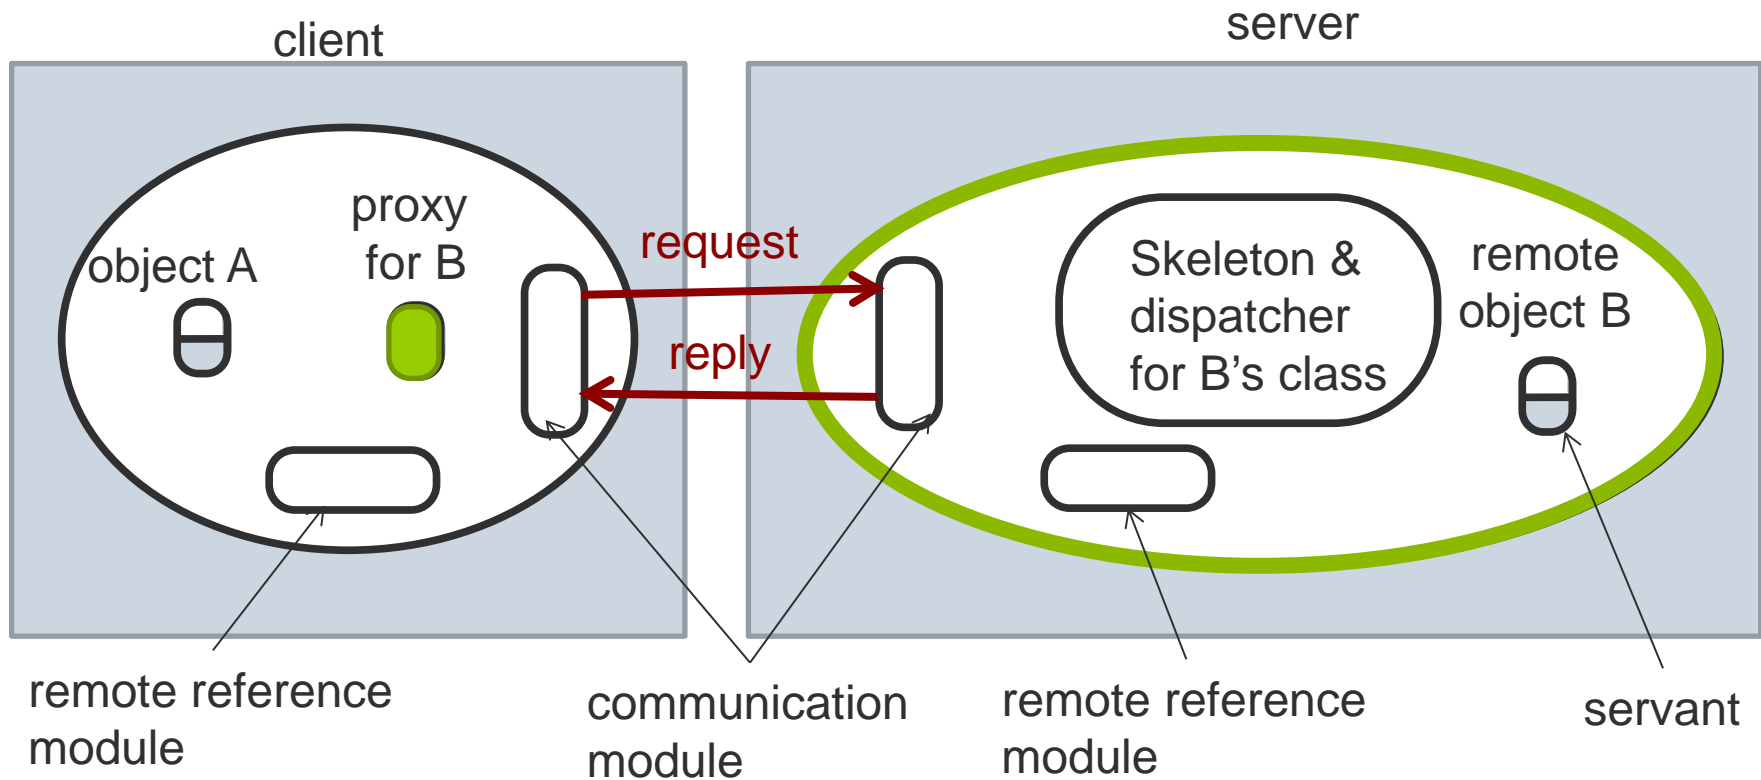 client
server
proxy
for B
object A
request
reply
Skeleton &
dispatcher
for B's class
remote
object B
remote reference
module
communication
module
remote reference
module
servant